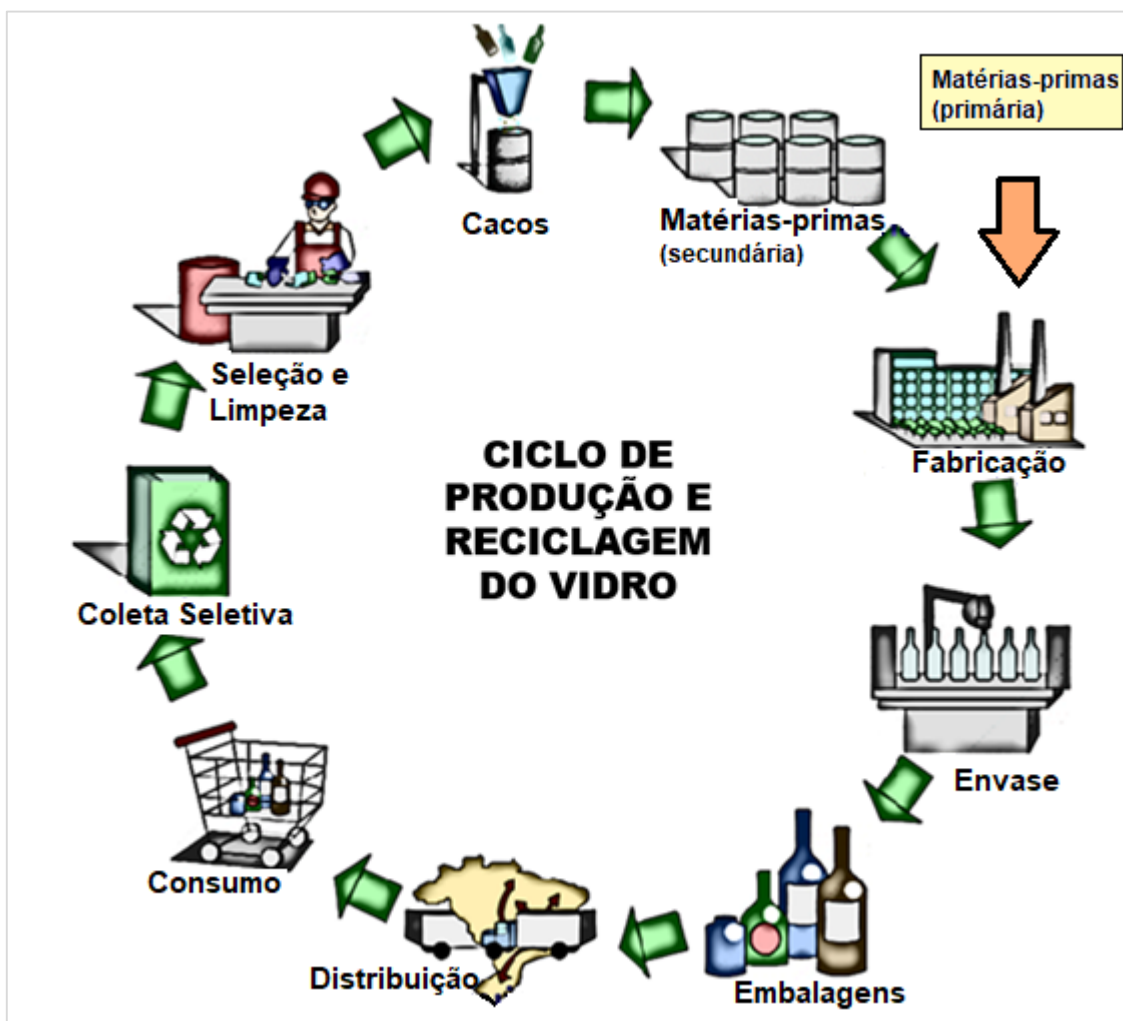 Matérias-primas
(primária)
Cacos
Matérias-primas
(secundária)
Seleção e
Limpeza
Fabricação
CICLO DE
PRODUÇÃO E
RECICLAGEM
DO VIDRO
Coleta Seletiva
Envase
Consumo
Distribuição
Embalagens